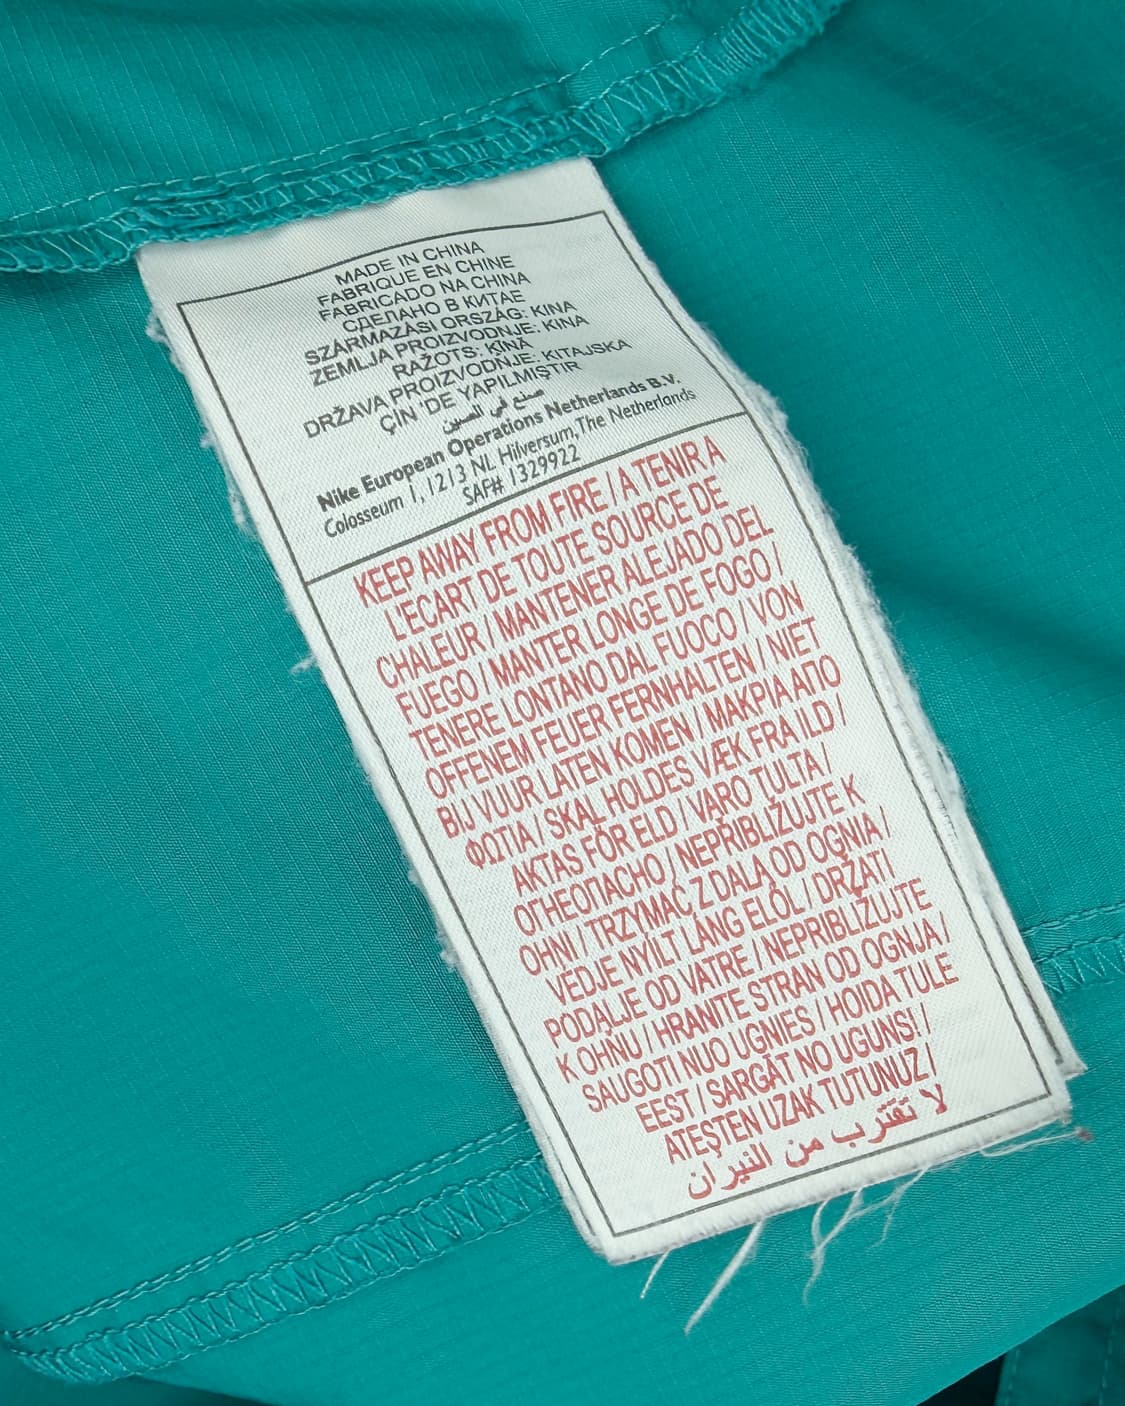 MADE IN CHINA
FABRIQUE EN CHINE
FABRICADO NA CHINA
СДЕЛАНО В КИТАЕ
SZÁRMAZÁSI ORSZÁG: KINA
ZEMLJA PROIZVODNJE: KINA
RAŽOTS: ĶĪNĀ
DRŽAVA PROIZVODNJE: KITAJSKA
ÇİN 'DE YAPILMIŞTIR
صنع في الصين
Nike European Operations Netherlands B.V.
Colosseum 1, 1213 NL Hilversum, The Netherlands
SAF# 1329922
KEEP AWAY FROM FIRE / A TENIR A
L'ECART DE TOUTE SOURCE DE
CHALEUR / MANTENER ALEJADO DEL
FUEGO / MANTER LONGE DE FOGO /
TENERE LONTANO DAL FUOCO / VON
OFFENEM FEUER FERNHALTEN / NIET
BIJ VUUR LATEN KOMEN / ΜΑΚΡΙΑ ΑΠΟ
ΦΩΤΙΑ / SKAL HOLDES VÆK FRA ILD /
AKTAS FÖR ELD / VARO TULTA /
ОГНЕОПАСНО / NEPŘIBLIŽUJTE K
OHNI / TRZYMAĆ Z DALA OD OGNIA /
VÉDJE NYÍLT LÁNG ELŐL / DRŽATI
PODALJE OD VATRE / NEPRIBLIŽUJTE
K OHŇU / HRANITE STRAN OD OGNJA /
SAUGOTI NUO UGNIES / HOIDA TULE
EEST / SARGĀT NO UGUNS! /
ATEŞTEN UZAK TUTUNUZ /
لا تقترب من النيران